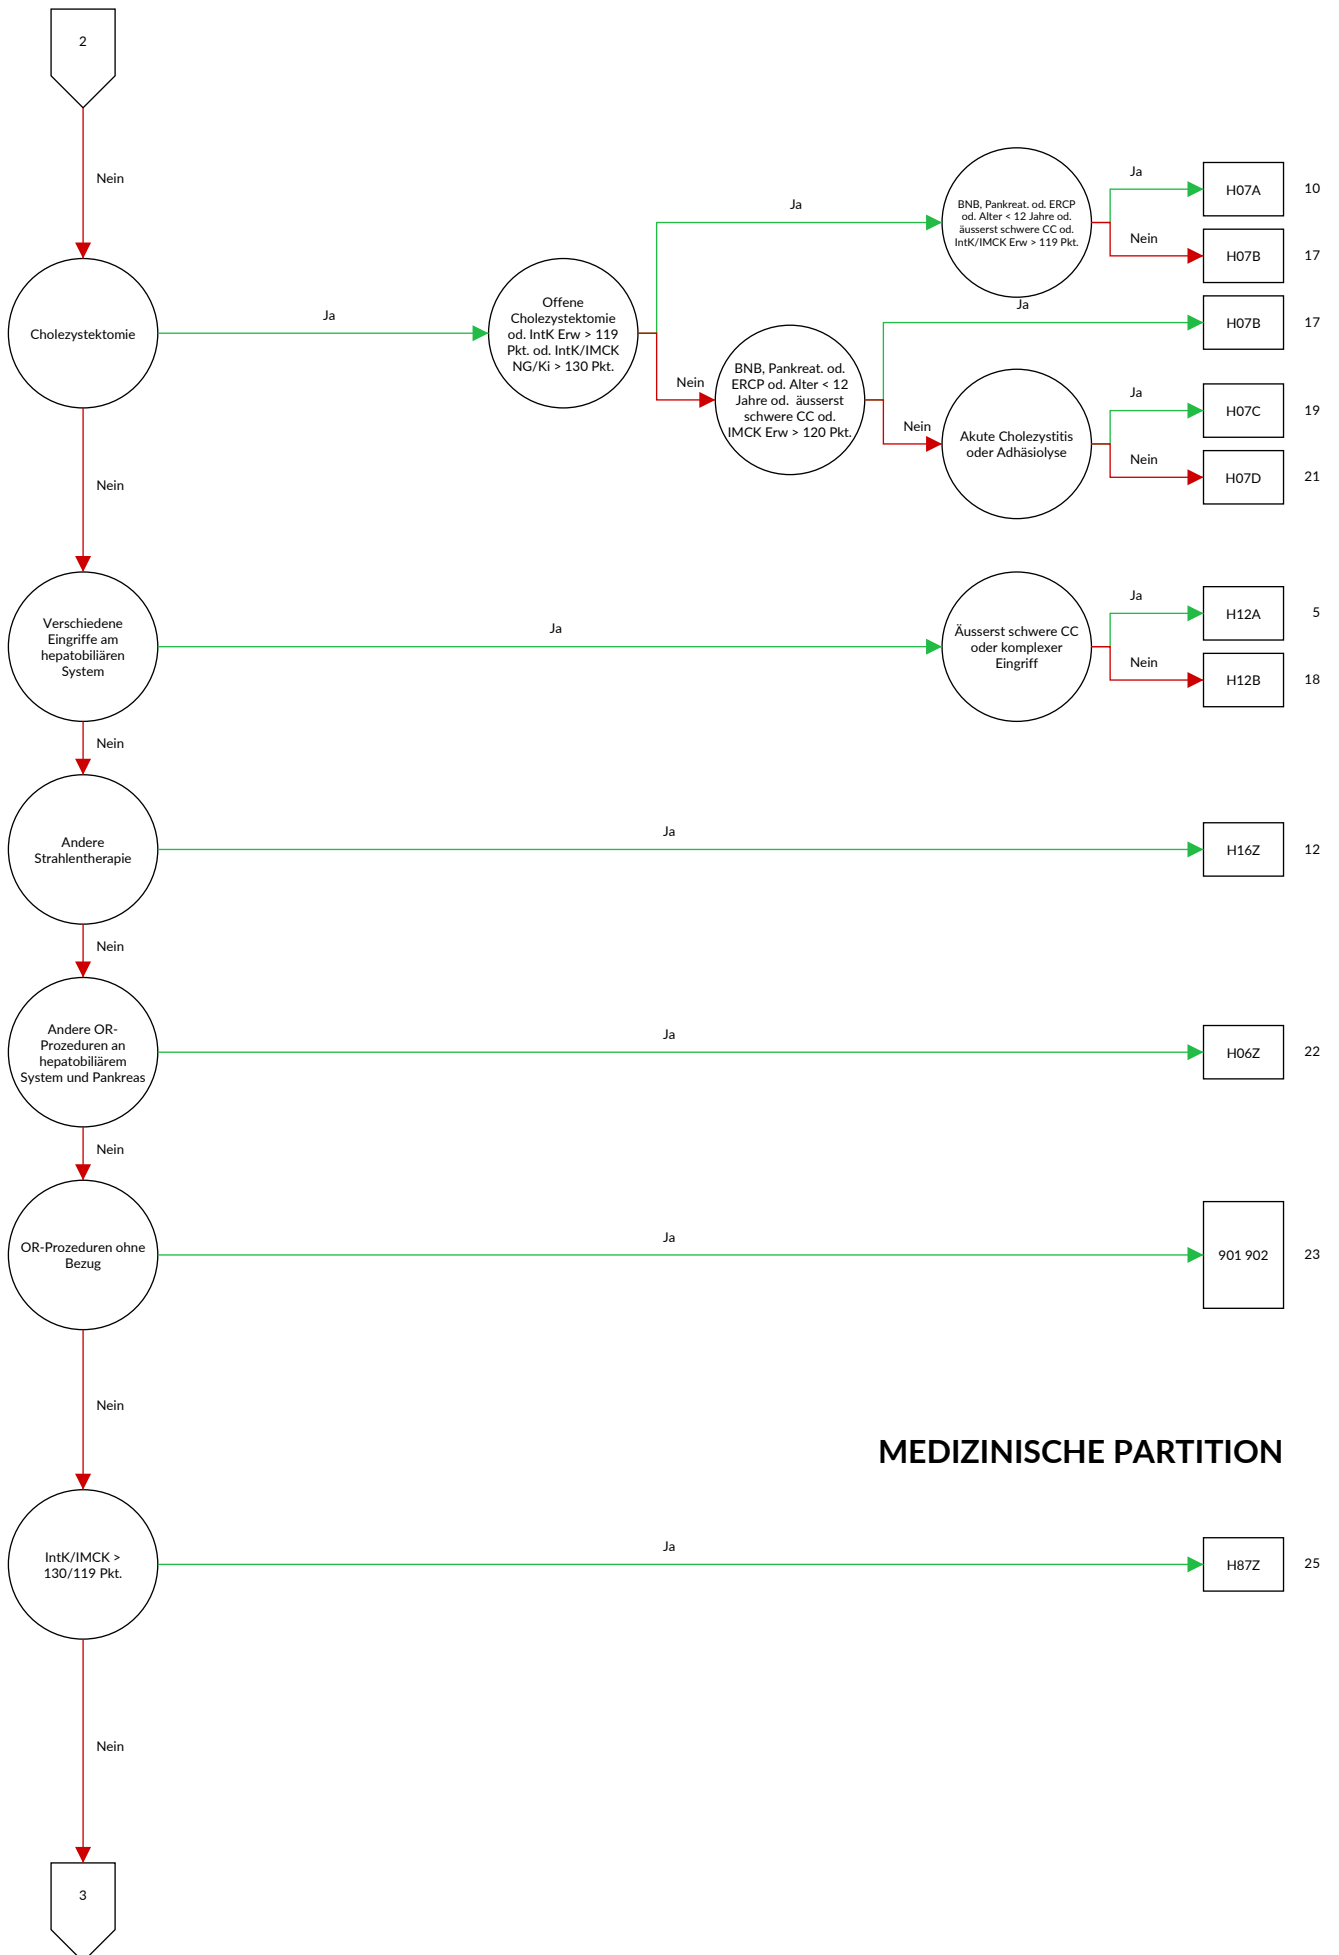 2
Nein
Cholezystektomie
Ja
Offene
Cholezystektomie
od. IntK Erw > 119
Pkt. od. IntK/IMCK
NG/Ki > 130 Pkt.
Ja
BNB, Pankreat. od. ERCP
od. Alter < 12 Jahre od.
äusserst schwere CC od.
IntK/IMCK Erw > 119 Pkt.
Ja
H07A
10
Nein
H07B
17
Nein
BNB, Pankreat. od.
ERCP od. Alter < 12
Jahre od. äusserst
schwere CC od.
IMCK Erw > 120 Pkt.
Ja
H07B
17
Nein
Akute Cholezystitis
oder Adhäsiolyse
Ja
H07C
19
Nein
H07D
21
Nein
Verschiedene
Eingriffe am
hepatobiliären
System
Ja
Äusserst schwere CC
oder komplexer
Eingriff
Ja
H12A
5
Nein
H12B
18
Nein
Andere
Strahlentherapie
Ja
H16Z
12
Nein
Andere OR-
Prozeduren an
hepatobiliärem
System und Pankreas
Ja
H06Z
22
Nein
OR-Prozeduren ohne
Bezug
Ja
901 902
23
Nein
MEDIZINISCHE PARTITION
IntK/IMCK >
130/119 Pkt.
Ja
H87Z
25
Nein
3